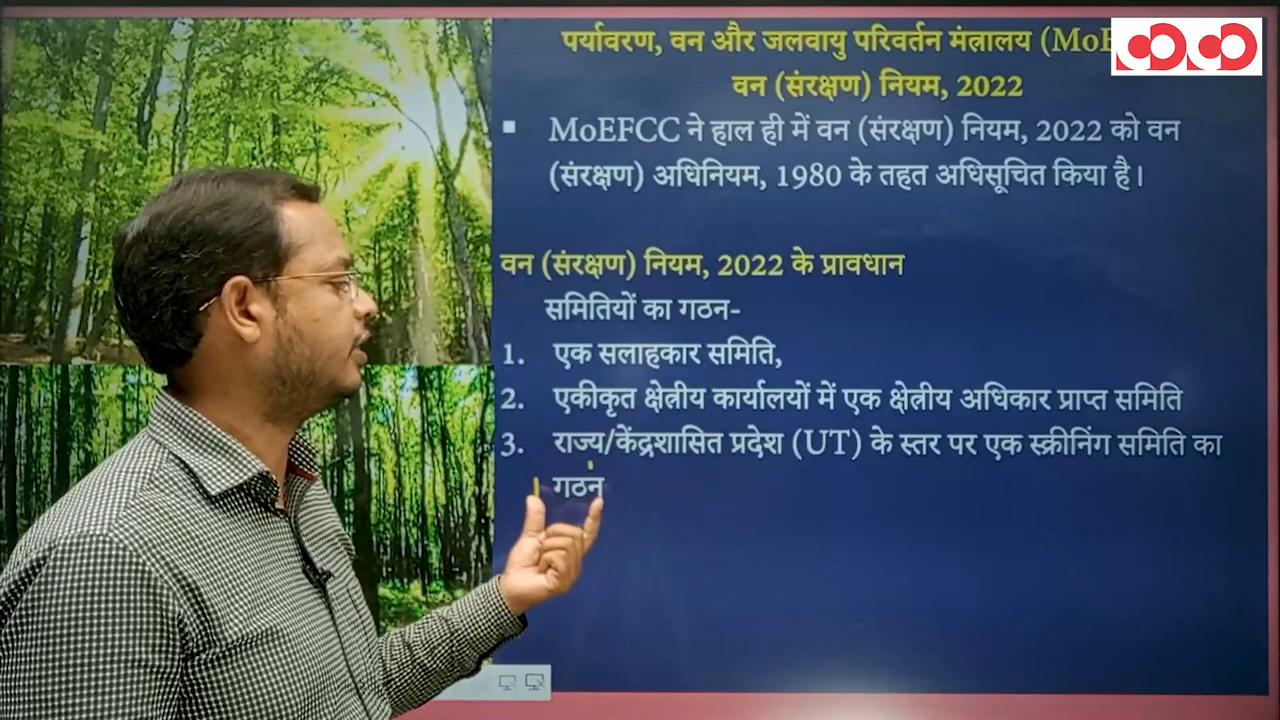 पर्यावरण, वन और जलवायु परिवर्तन मंत्रालय (MoE
वन (संरक्षण) नियम, 2022
▪ MoEFCC ने हाल ही में वन (संरक्षण) नियम, 2022 को वन
(संरक्षण) अधिनियम, 1980 के तहत अधिसूचित किया है।
वन (संरक्षण) नियम, 2022 के प्रावधान
समितियों का गठन-
1. एक सलाहकार समिति,
2. एकीकृत क्षेत्रीय कार्यालयों में एक क्षेत्रीय अधिकार प्राप्त समिति
3. राज्य/केंद्रशासित प्रदेश (UT) के स्तर पर एक स्क्रीनिंग समिति का
गठन